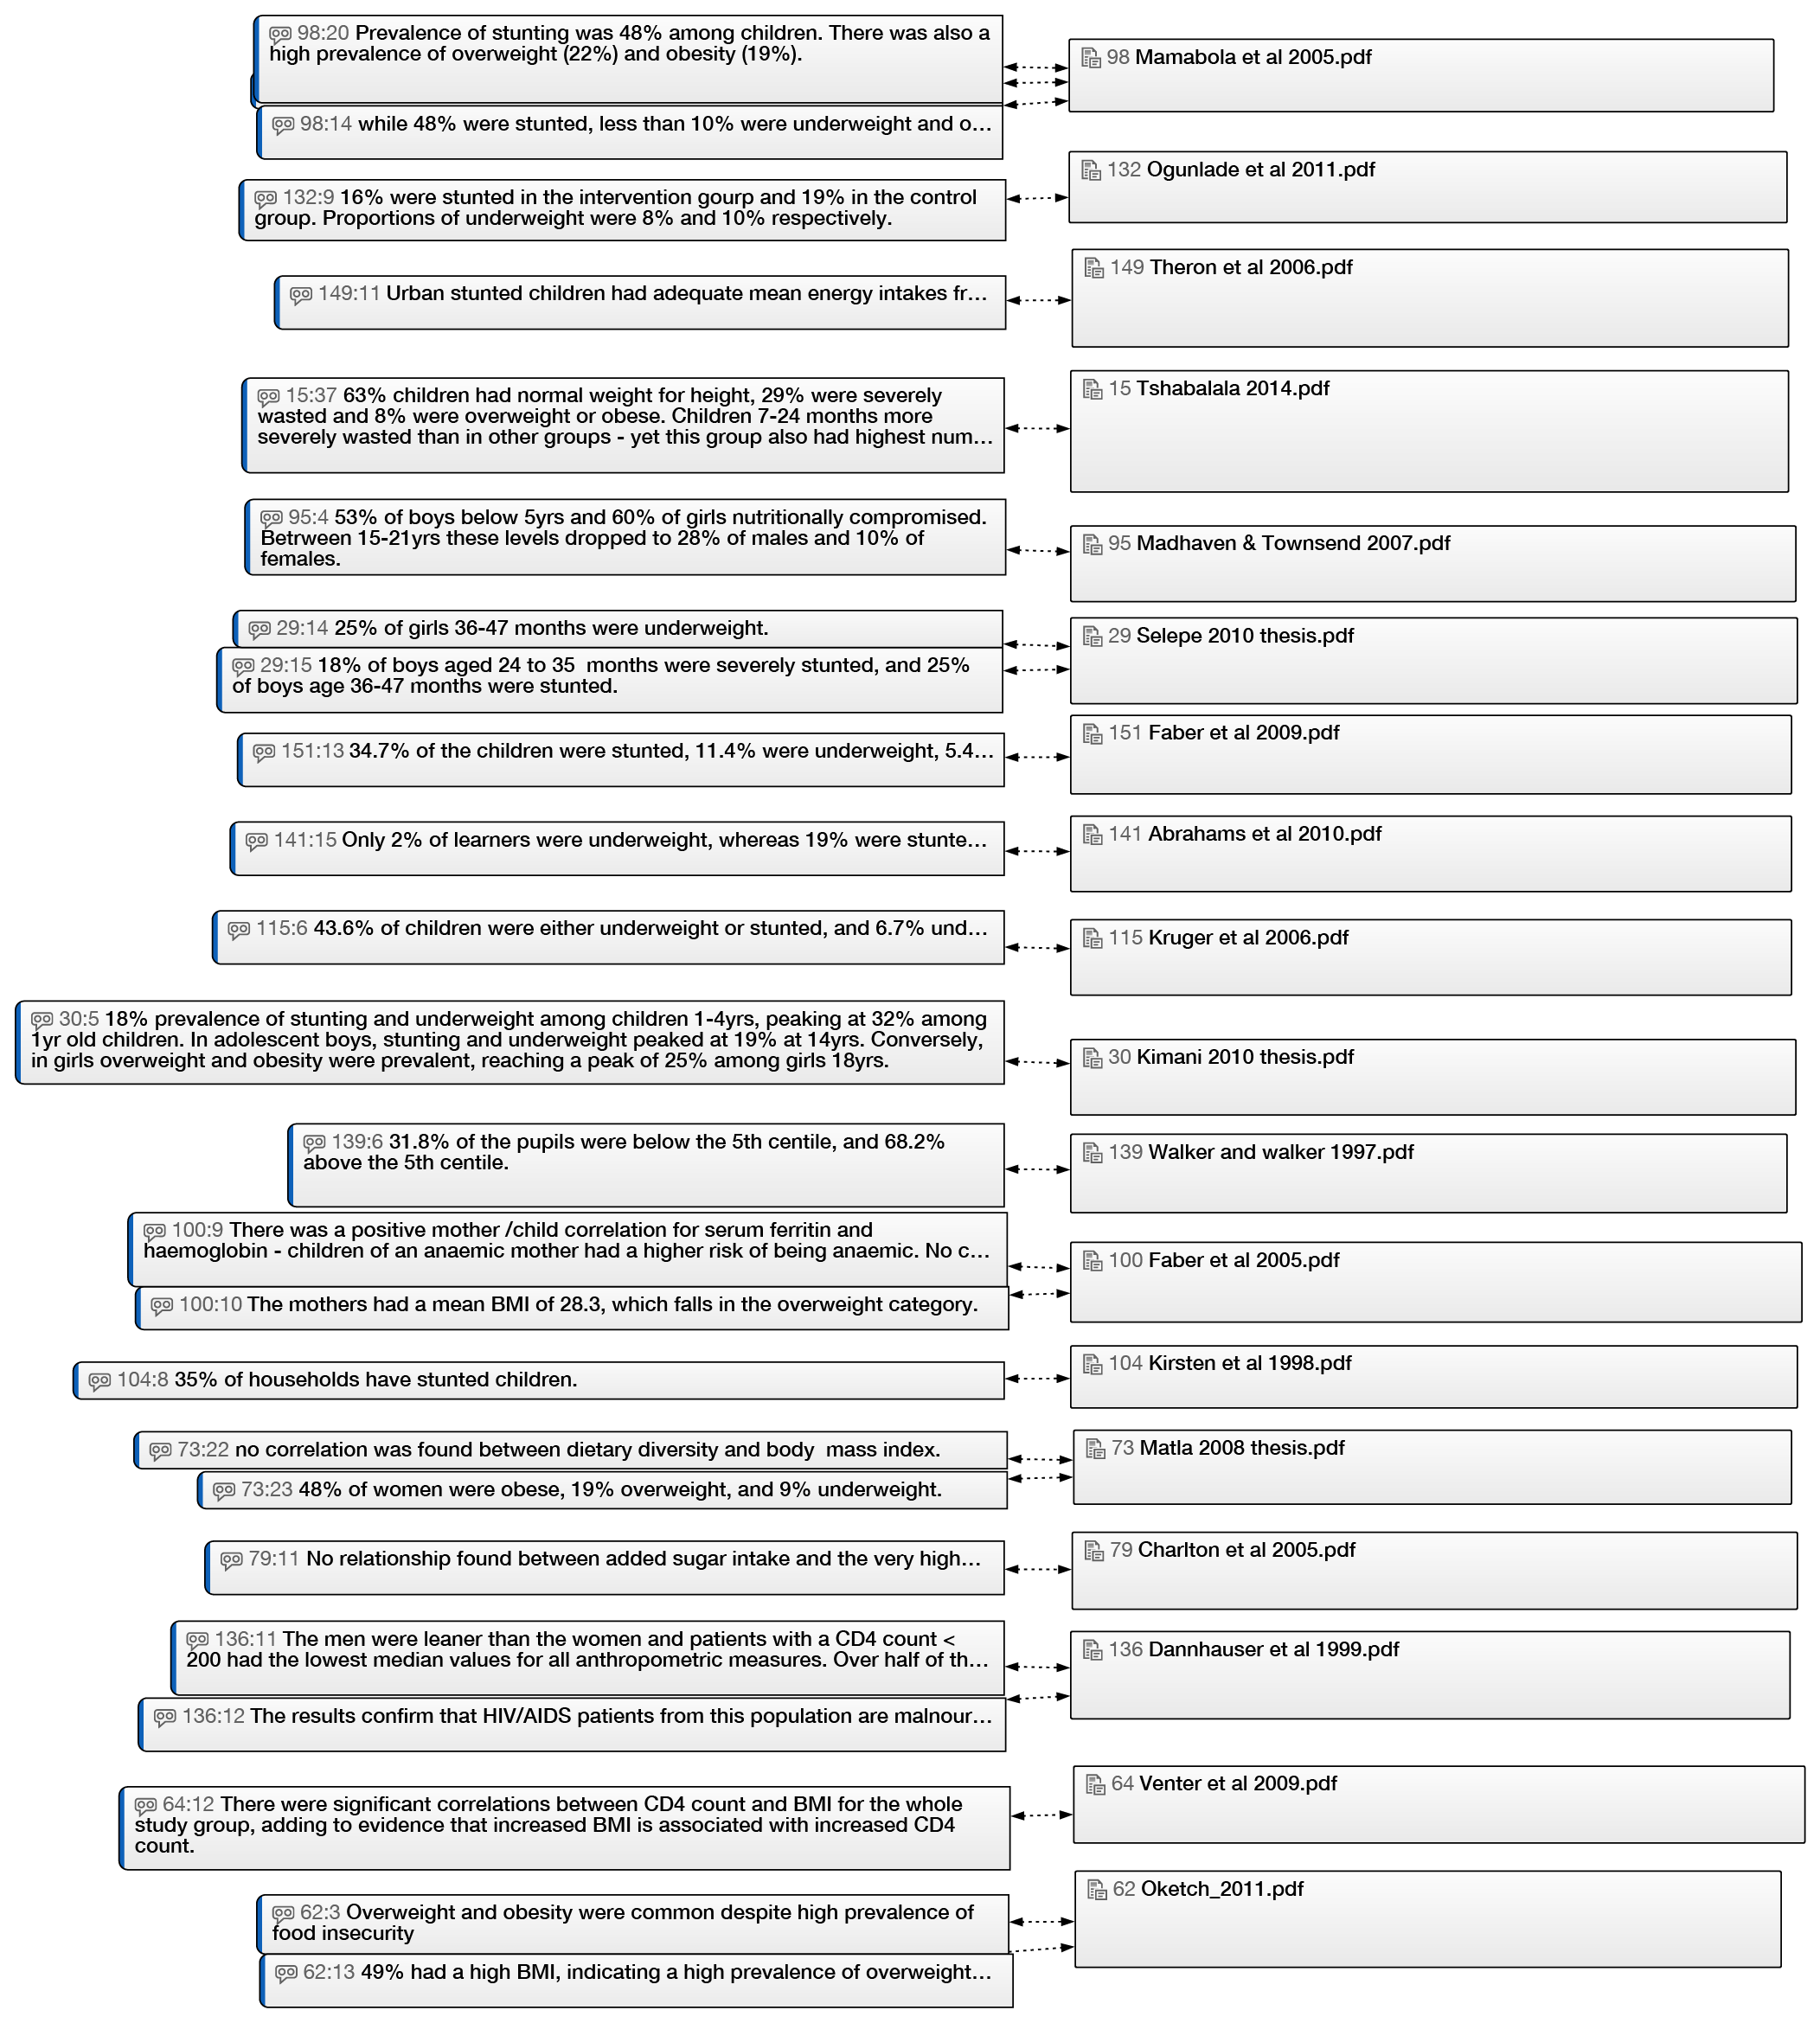 98:20 Prevalence of stunting was 48% among children. There was also a
high prevalence of overweight (22%) and obesity (19%).
98 Mamabola et al 2005.pdf
98:14 while 48% were stunted, less than 10% were underweight and o...
132 Ogunlade et al 2011.pdf
132:9 16% were stunted in the intervention gourp and 19% in the control
group. Proportions of underweight were 8% and 10% respectively.
149 Theron et al 2006.pdf
149:11 Urban stunted children had adequate mean energy intakes fr...
15:37 63% children had normal weight for height, 29% were severely
wasted and 8% were overweight or obese. Children 7-24 months more
severely wasted than in other groups - yet this group also had highest num...
15 Tshabalala 2014.pdf
95:4 53% of boys below 5yrs and 60% of girls nutritionally compromised.
Betrween 15-21yrs these levels dropped to 28% of males and 10% of
females.
95 Madhaven & Townsend 2007.pdf
29:14 25% of girls 36-47 months were underweight.
29 Selepe 2010 thesis.pdf
29:15 18% of boys aged 24 to 35  months were severely stunted, and 25%
of boys age 36-47 months were stunted.
151 Faber et al 2009.pdf
151:13 34.7% of the children were stunted, 11.4% were underweight, 5.4...
141 Abrahams et al 2010.pdf
141:15 Only 2% of learners were underweight, whereas 19% were stunte...
115:6 43.6% of children were either underweight or stunted, and 6.7% und...
115 Kruger et al 2006.pdf
30:5 18% prevalence of stunting and underweight among children 1-4yrs, peaking at 32% among
1yr old children. In adolescent boys, stunting and underweight peaked at 19% at 14yrs. Conversely,
in girls overweight and obesity were prevalent, reaching a peak of 25% among girls 18yrs.
30 Kimani 2010 thesis.pdf
139:6 31.8% of the pupils were below the 5th centile, and 68.2%
above the 5th centile.
139 Walker and walker 1997.pdf
100:9 There was a positive mother /child correlation for serum ferritin and
haemoglobin - children of an anaemic mother had a higher risk of being anaemic. No c...
100 Faber et al 2005.pdf
100:10 The mothers had a mean BMI of 28.3, which falls in the overweight category.
104 Kirsten et al 1998.pdf
104:8 35% of households have stunted children.
73:22 no correlation was found between dietary diversity and body  mass index.
73 Matla 2008 thesis.pdf
73:23 48% of women were obese, 19% overweight, and 9% underweight.
79 Charlton et al 2005.pdf
79:11 No relationship found between added sugar intake and the very high...
136:11 The men were leaner than the women and patients with a CD4 count <
200 had the lowest median values for all anthropometric measures. Over half of th...
136 Dannhauser et al 1999.pdf
136:12 The results confirm that HIV/AIDS patients from this population are malnour...
64 Venter et al 2009.pdf
64:12 There were significant correlations between CD4 count and BMI for the whole
study group, adding to evidence that increased BMI is associated with increased CD4
count.
62 Oketch_2011.pdf
62:3 Overweight and obesity were common despite high prevalence of
food insecurity
62:13 49% had a high BMI, indicating a high prevalence of overweight...